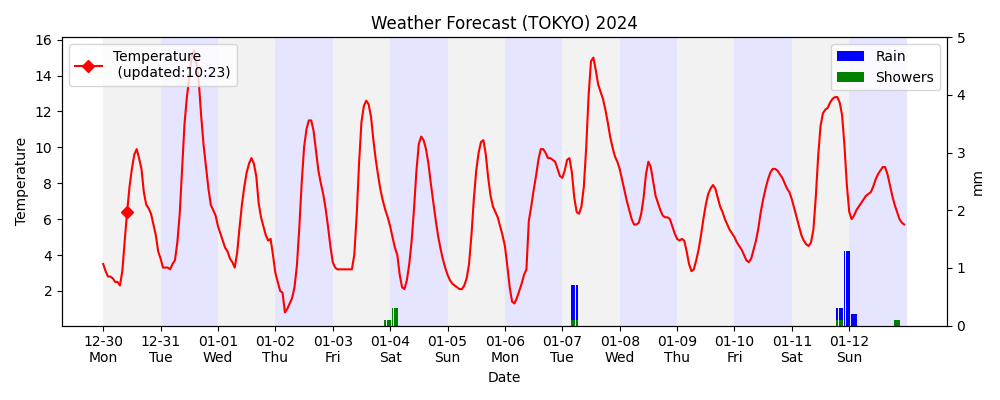 Weather Forecast (TOKYO) 2024
Temperature
(updated:10:23)
Rain
Showers
Temperature
16
14
12
10
8
6
4
2
5
4
3
2
1
0
mm
12-30 12-31 01-01 01-02 01-03 01-04 01-05 01-06 01-07 01-08 01-09 01-10 01-11 01-12
Mon Tue Wed Thu Fri Sat Sun Mon Tue Wed Thu Fri Sat Sun
Date